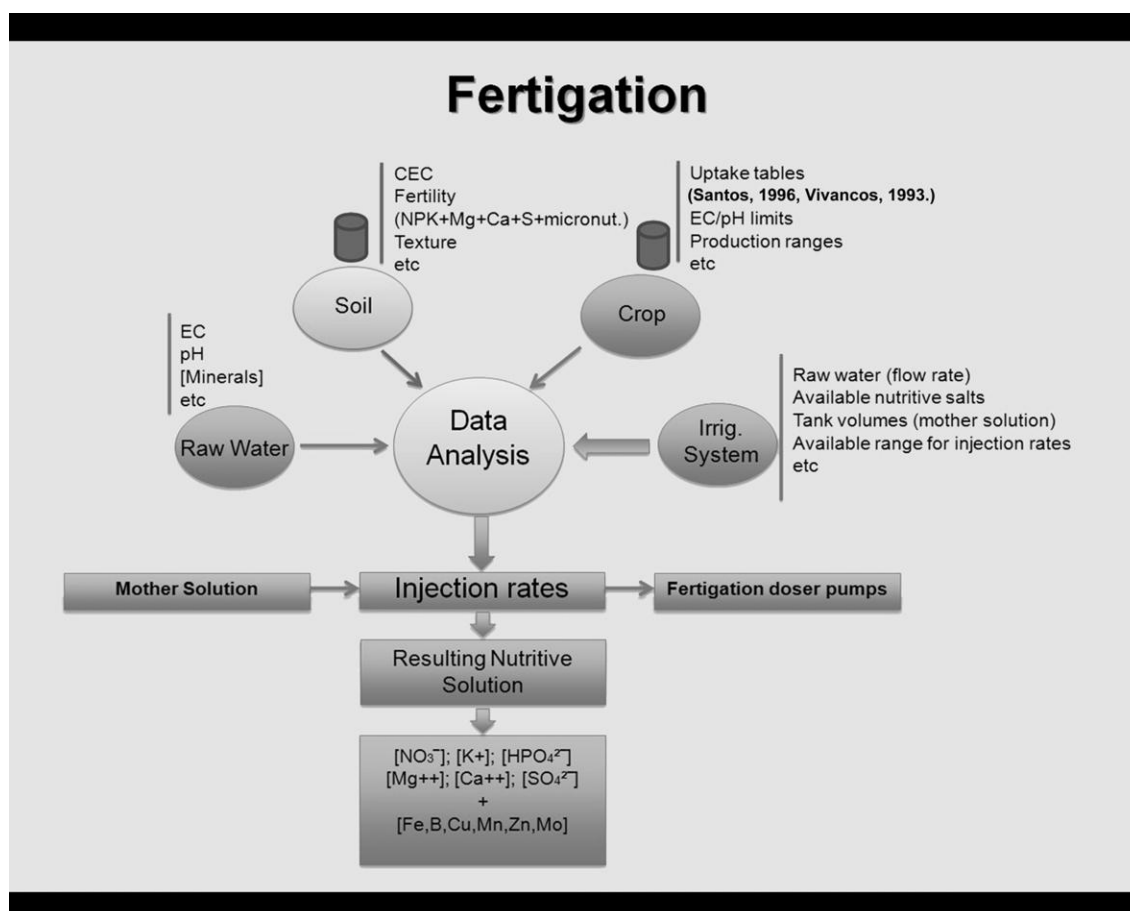 Fertigation
CEC
Fertility
(NPK+Mg+Ca+S+micronut.)
Texture
etc
Uptake tables
(Santos, 1996, Vivancos, 1993.)
EC/pH limits
Production ranges
etc
Soil
Crop
EC
pH
[Minerals]
etc
Raw Water
Data
Analysis
Irrig.
System
Raw water (flow rate)
Available nutritive salts
Tank volumes (mother solution)
Available range for injection rates
etc
Mother Solution
Injection rates
Fertigation doser pumps
Resulting Nutritive
Solution
[NO₃⁻]; [K+]; [HPO₄²⁻]
[Mg++]; [Ca++]; [SO₄²⁻]
+
[Fe,B,Cu,Mn,Zn,Mo]